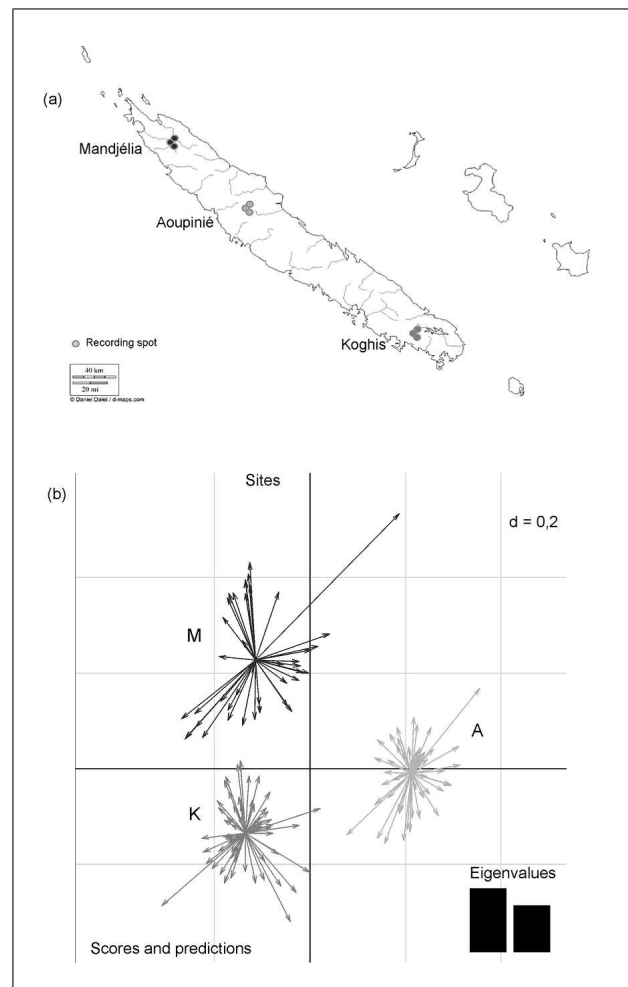 (a)
Mandjélia
Aoupinié
Koghis
Recording spot
40 km
20 mi
© Daniel Dalet / d-maps.com
(b)
Sites
d = 0,2
M
A
K
Eigenvalues
Scores and predictions